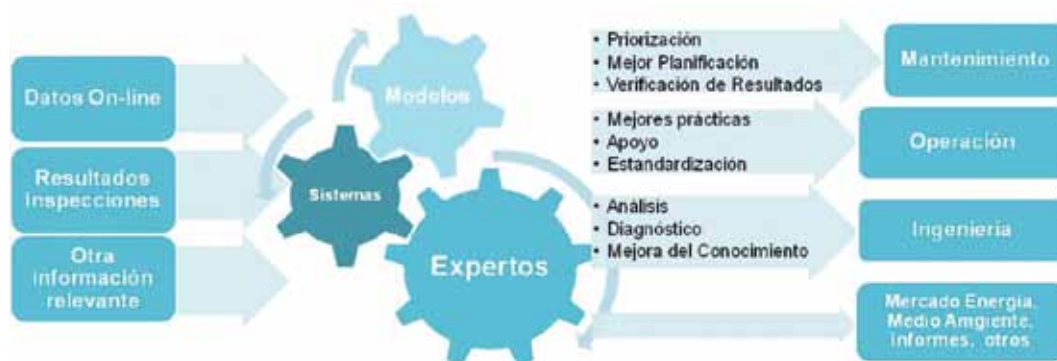 Datos On-line
Resultados
Inspecciones
Otra
información
relevante
Modelos
Sistemas
Expertos
• Priorización
• Mejor Planificación
• Verificación de Resultados
• Mejores prácticas
• Apoyo
• Estandardización
• Análisis
• Diagnóstico
• Mejora del Conocimiento
Mantenimiento
Operación
Ingeniería
Mercado Energía,
Medio Amgiente,
Informes, otros